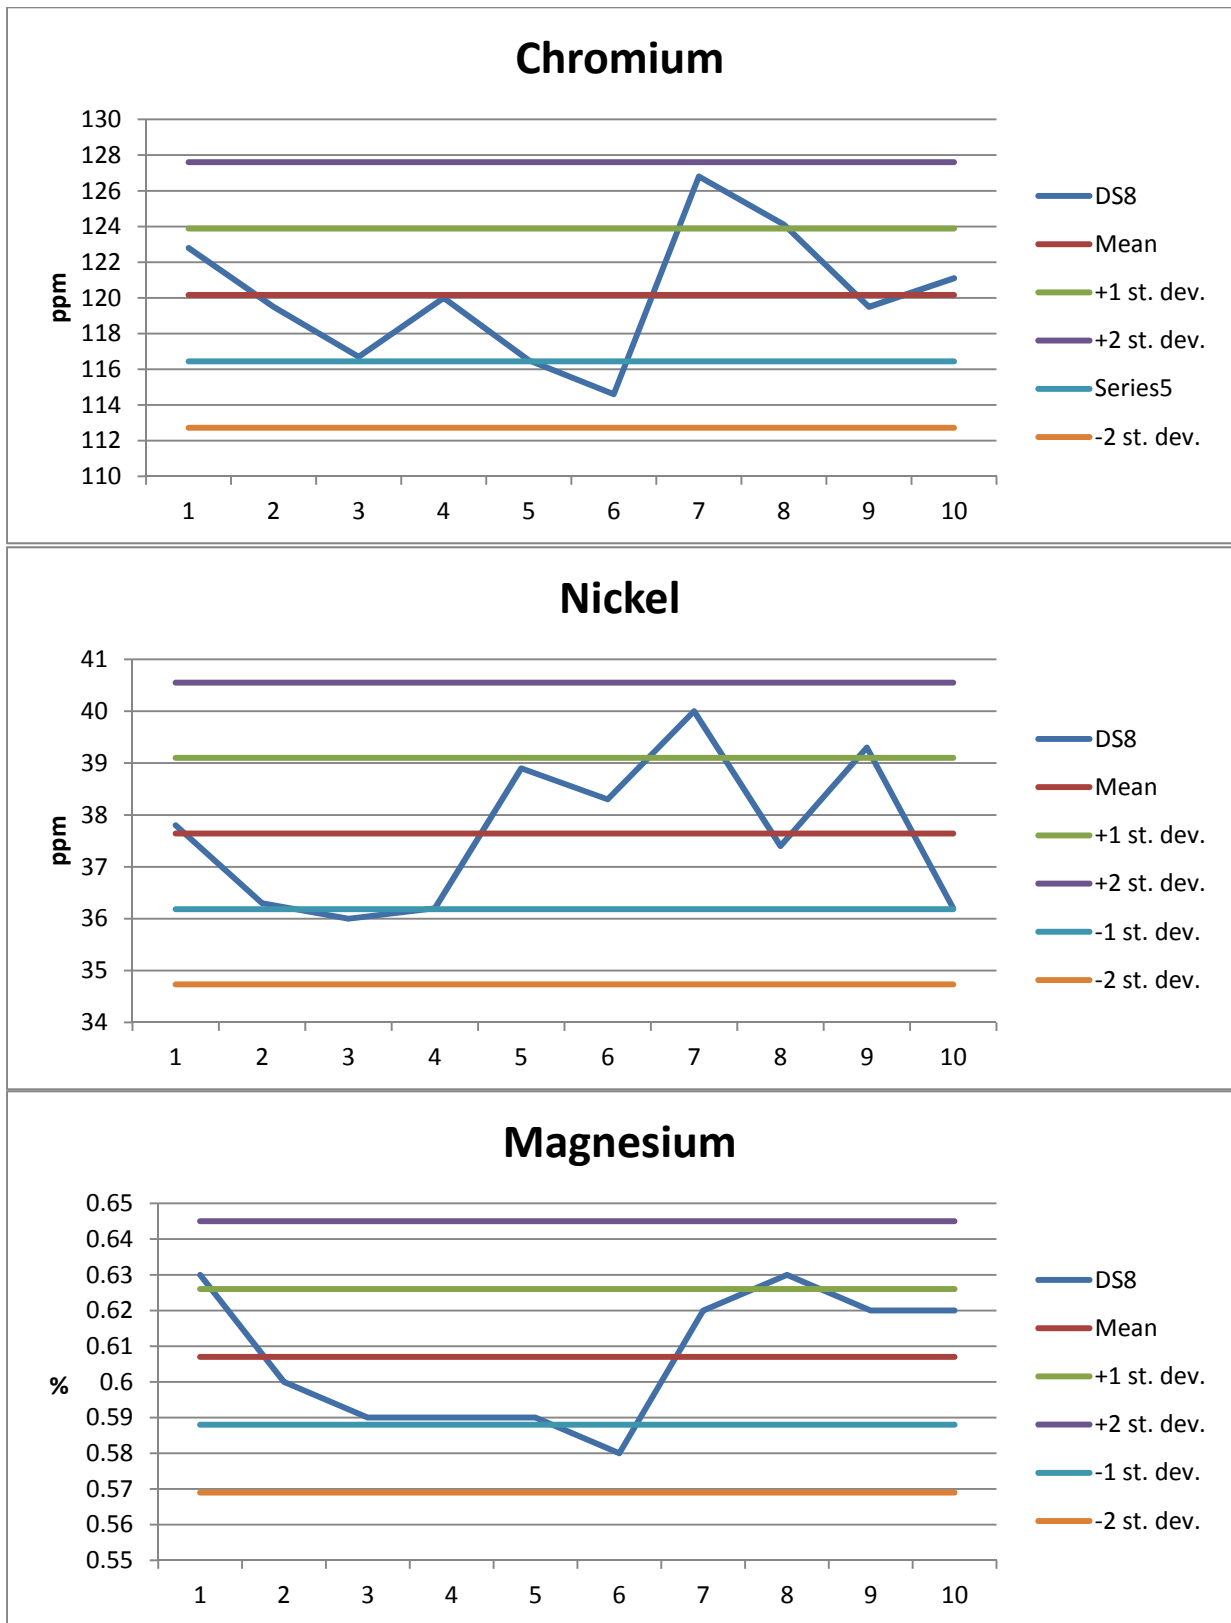 Chromium
130
128
126
124
122
120
118
116
114
112
110
ppm
1 2 3 4 5 6 7 8 9 10
DS8
Mean
+1 st. dev.
+2 st. dev.
Series5
-2 st. dev.
Nickel
41
40
39
38
37
36
35
34
ppm
1 2 3 4 5 6 7 8 9 10
DS8
Mean
+1 st. dev.
+2 st. dev.
-1 st. dev.
-2 st. dev.
Magnesium
0.65
0.64
0.63
0.62
0.61
0.6
0.59
0.58
0.57
0.56
0.55
%
1 2 3 4 5 6 7 8 9 10
DS8
Mean
+1 st. dev.
+2 st. dev.
-1 st. dev.
-2 st. dev.